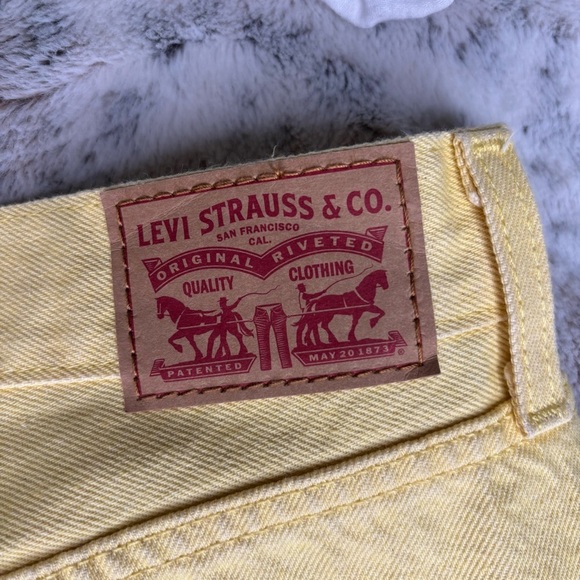 LEVI STRAUSS & CO.
SAN FRANCISCO
CAL.
ORIGINAL RIVETED
QUALITY CLOTHING
PATENTED MAY 20 1873 ®